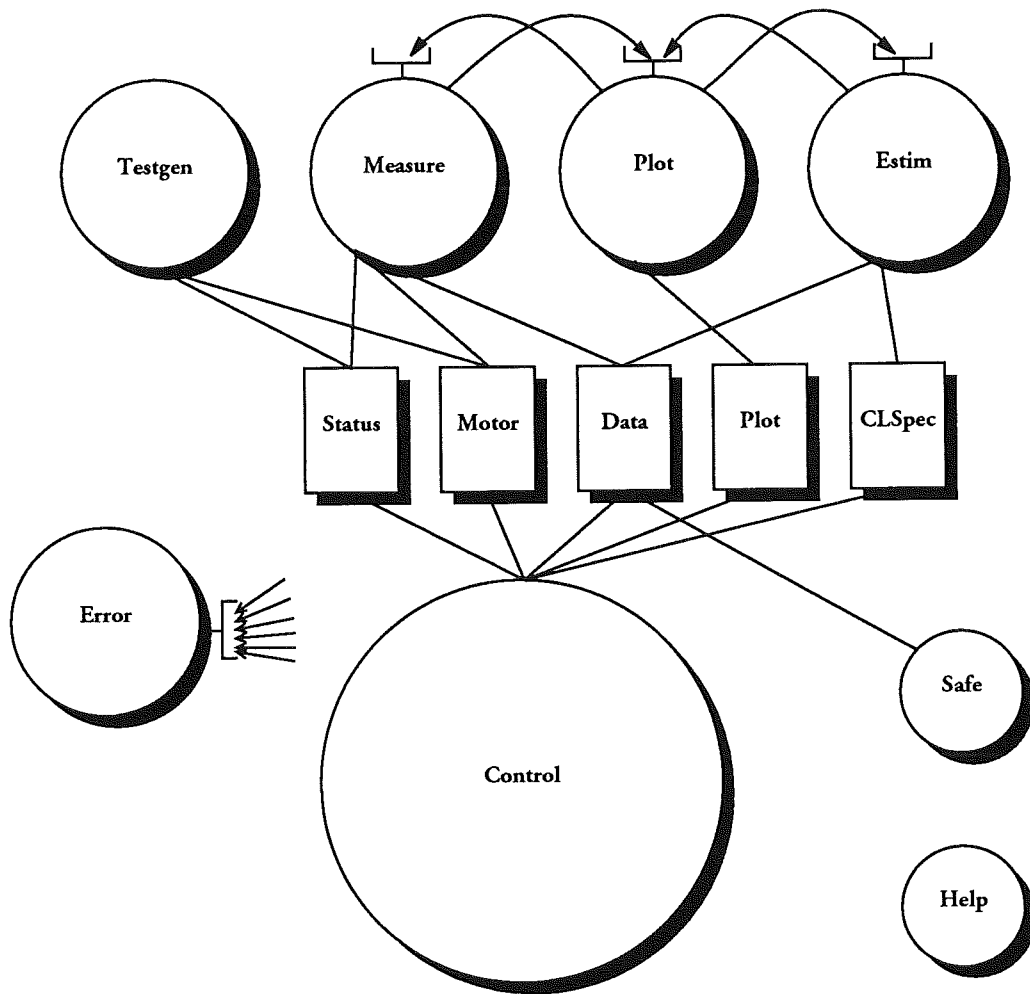 Testgen
Measure
Plot
Estim
Status
Motor
Data
Plot
CLSpec
Error
Safe
Control
Help